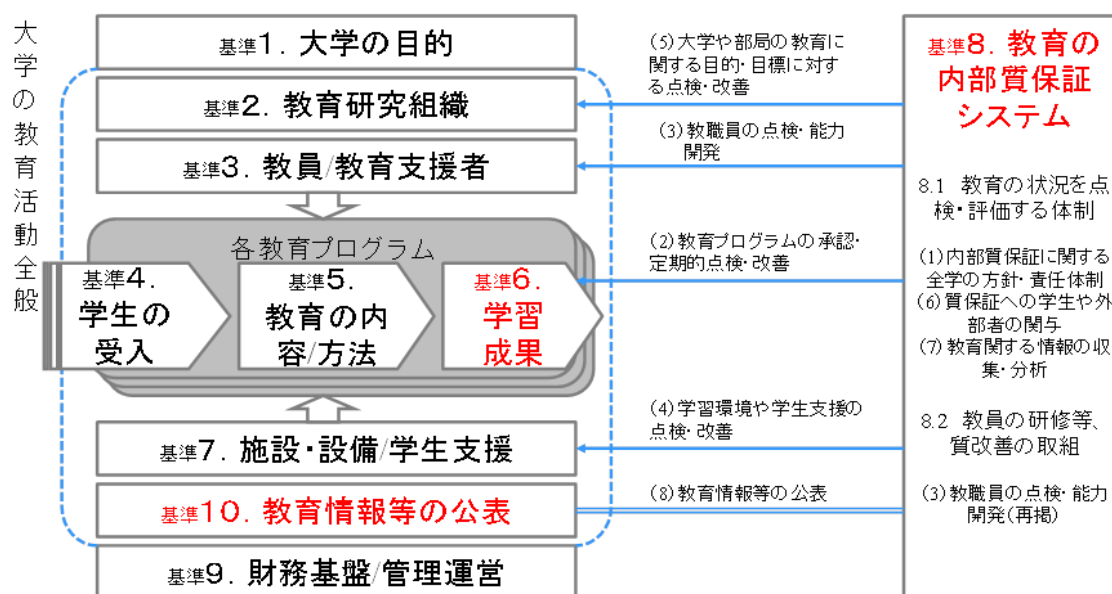 大学の教育活動全般
基準1. 大学の目的
基準2. 教育研究組織
基準3. 教員/教育支援者
各教育プログラム
基準4.
学生の
受入
基準5.
教育の内
容/方法
基準6.
学習
成果
基準7. 施設・設備/学生支援
基準10. 教育情報等の公表
基準9. 財務基盤/管理運営
(5)大学や部局の教育に
関する目的・目標に対す
る点検・改善
(3)教職員の点検・能力
開発
(2)教育プログラムの承認・
定期的点検・改善
(4)学習環境や学生支援の
点検・改善
(8)教育情報等の公表
基準8. 教育の
内部質保証
システム
8.1 教育の状況を点
検・評価する体制
(1)内部質保証に関する
全学の方針・責任体制
(6)質保証への学生や外
部者の関与
(7)教育関する情報の収
集・分析
8.2 教員の研修等、
質改善の取組
(3)教職員の点検・能力
開発(再掲)